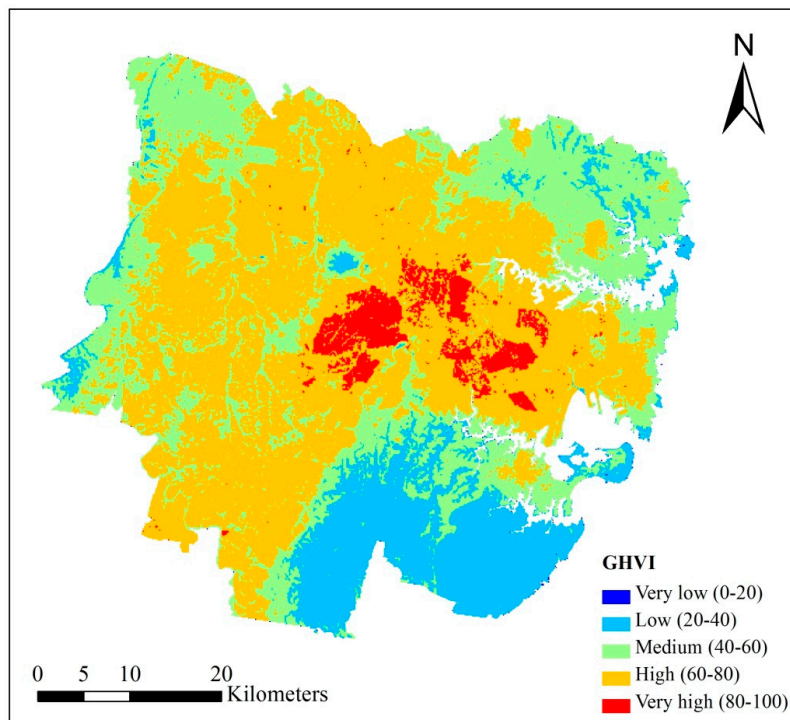 N
GHVI
Very low (0-20)
Low (20-40)
Medium (40-60)
High (60-80)
Very high (80-100)
0 5 10 20
Kilometers